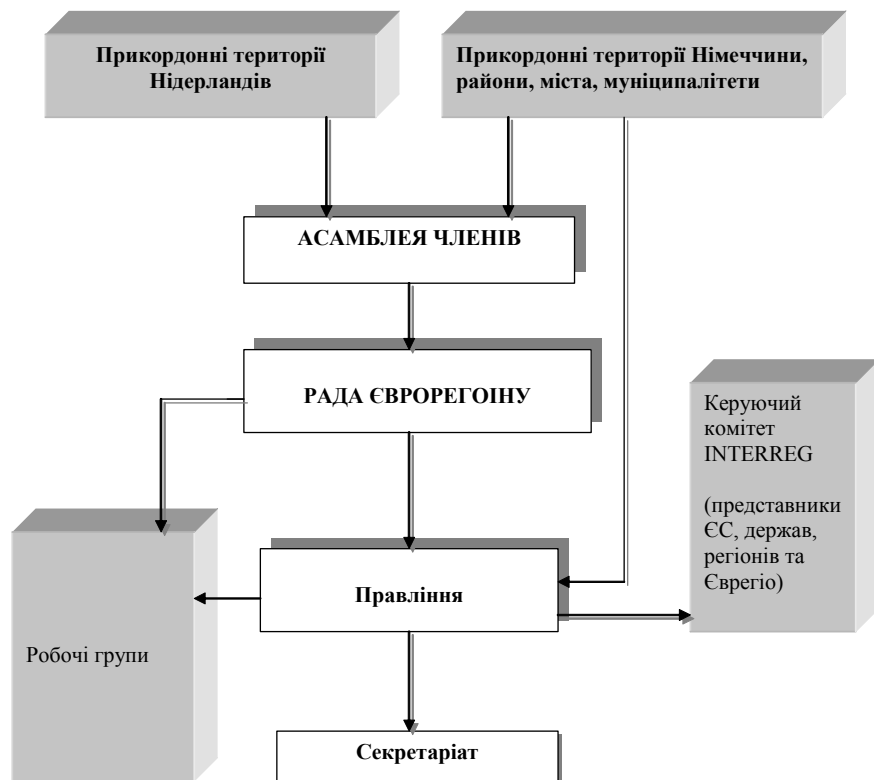 Прикордонні території
Нідерландів
Прикордонні території Німеччини,
райони, міста, муніципалітети
АСАМБЛЕЯ ЧЛЕНІВ
РАДА ЄВРОРЕГОІНУ
Керуючий
комітет
INTERREG
(представники
ЄС, держав,
регіонів та
Єврегіо)
Правління
Робочі групи
Секретаріат